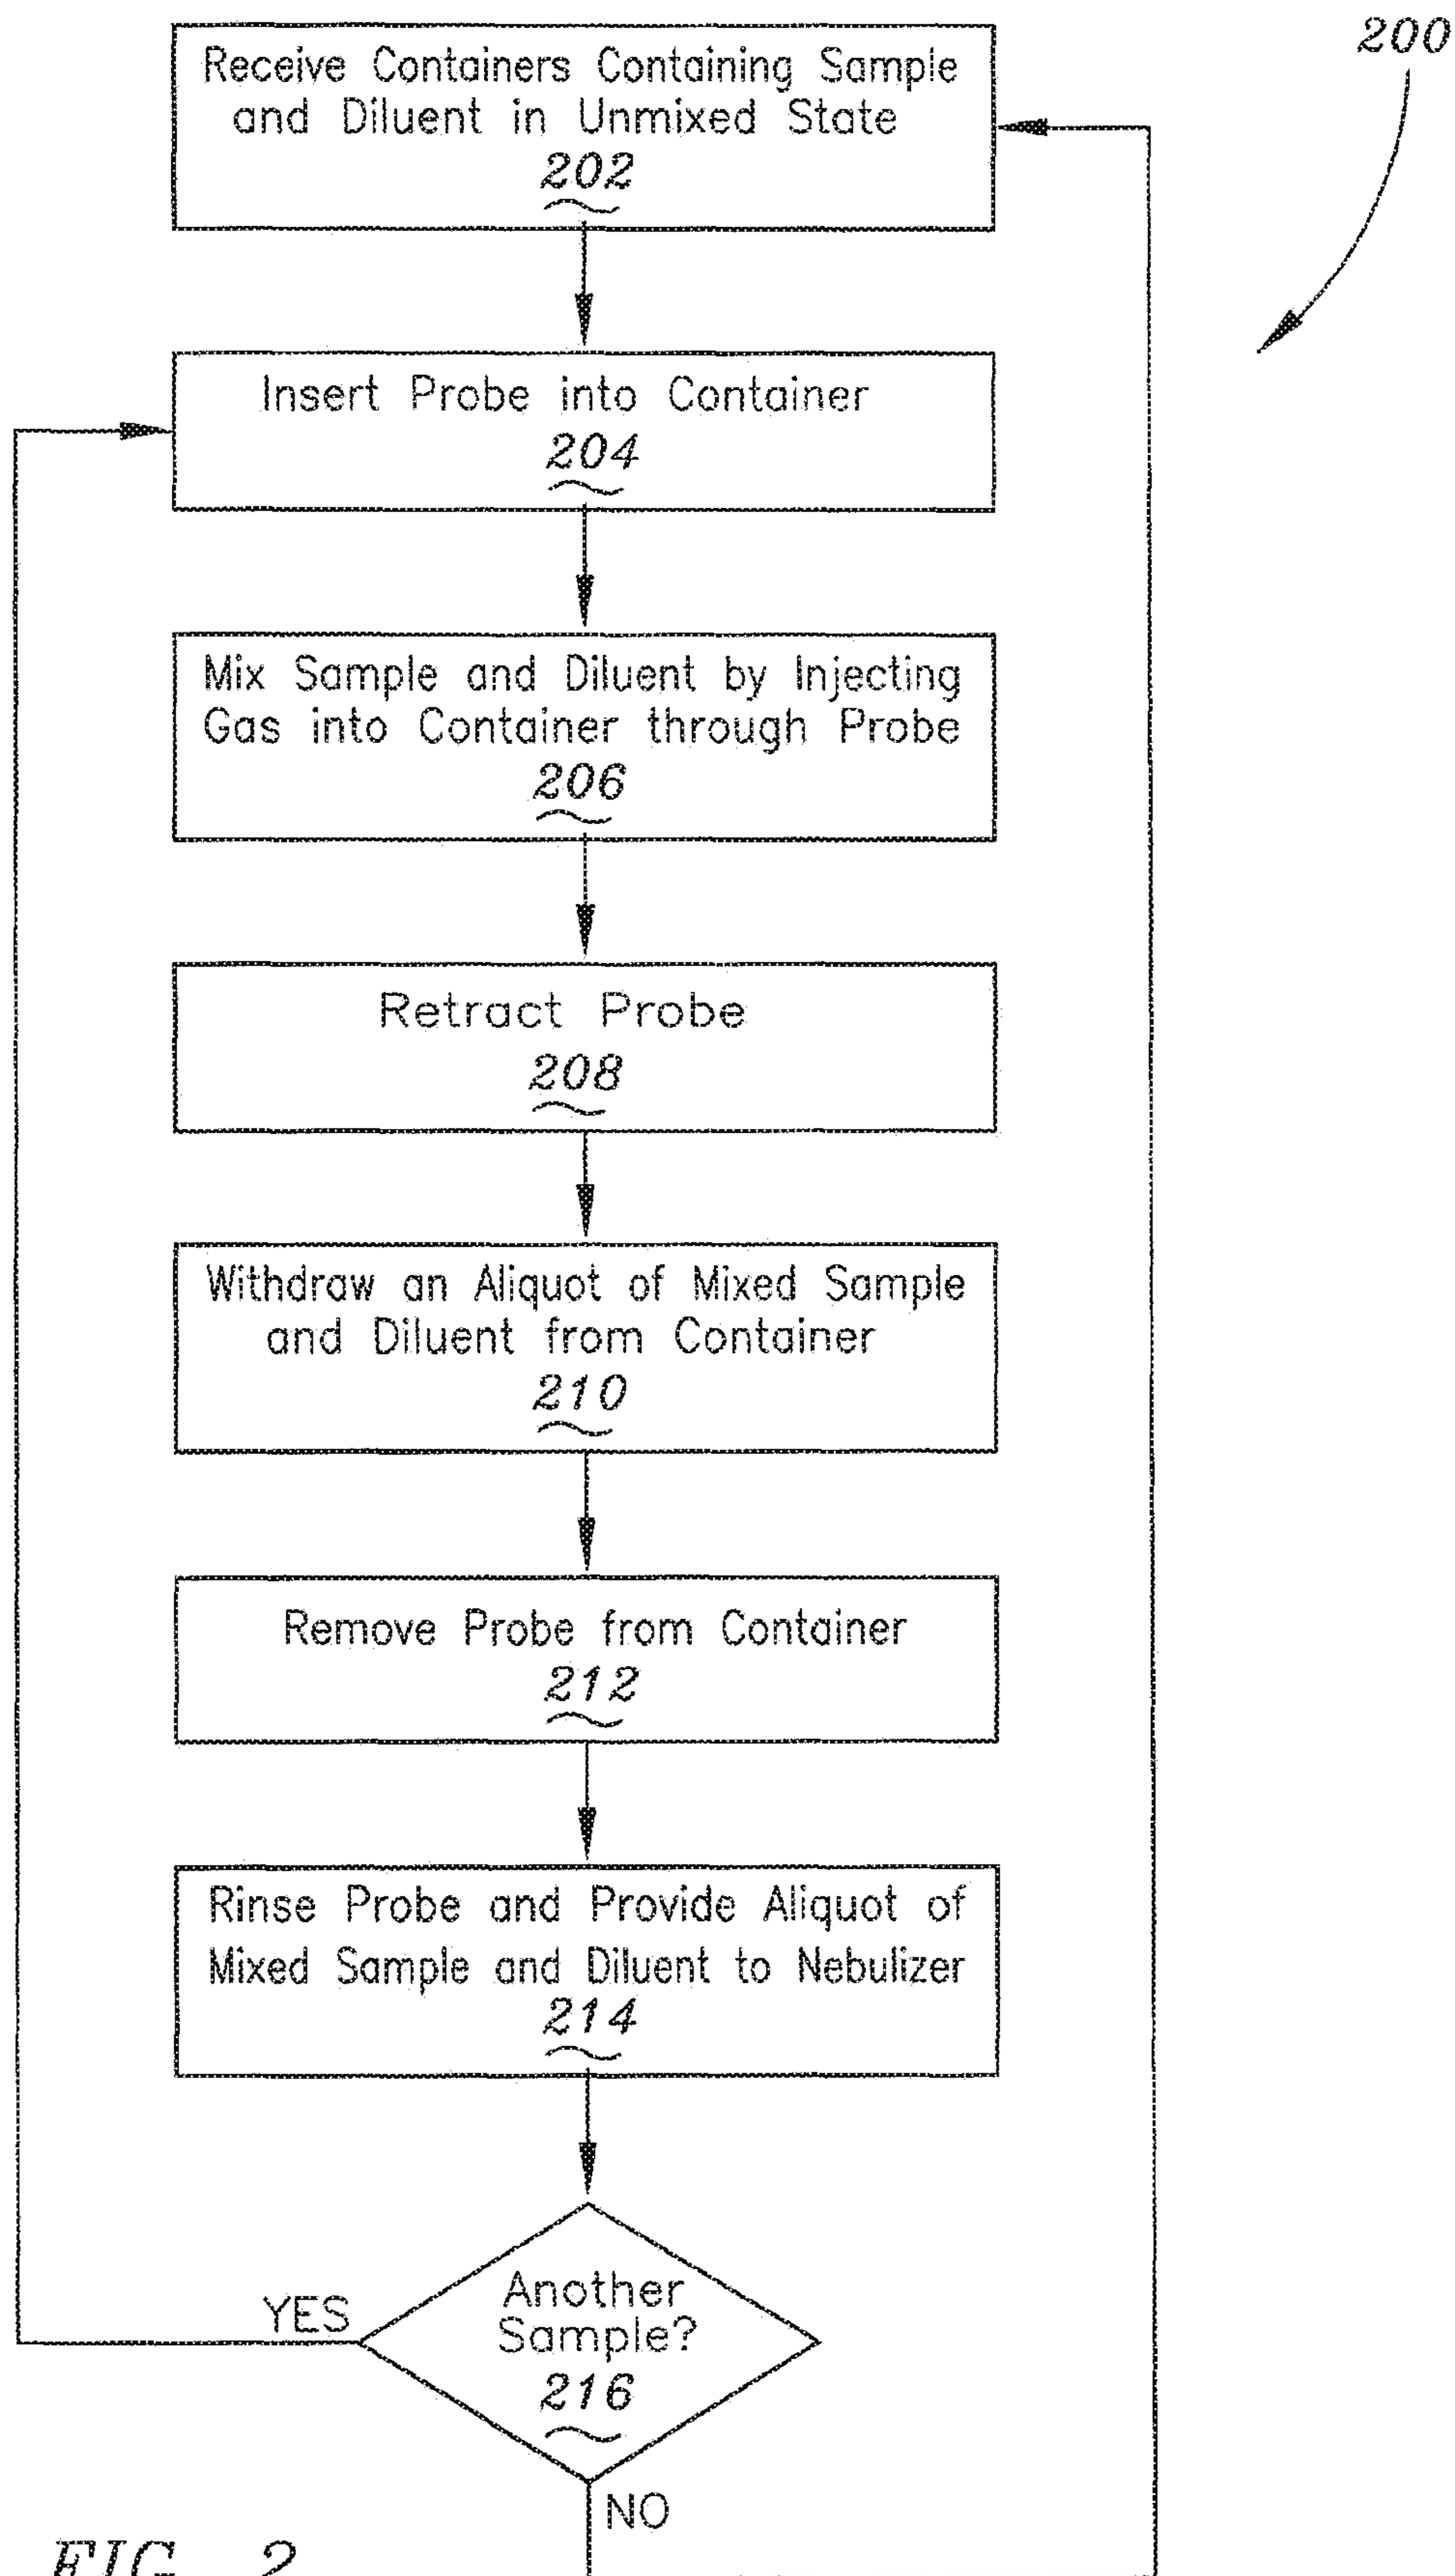 200
Receive Containers Containing Sample
and Diluent in Unmixed State
202
Insert Probe into Container
204
Mix Sample and Diluent by Injecting
Gas into Container through Probe
206
Retract Probe
208
Withdraw an Aliquot of Mixed Sample
and Diluent from Container
210
Remove Probe from Container
212
Rinse Probe and Provide Aliquot of
Mixed Sample and Diluent to Nebulizer
214
Another
Sample?
216
YES
NO
FIG. 2